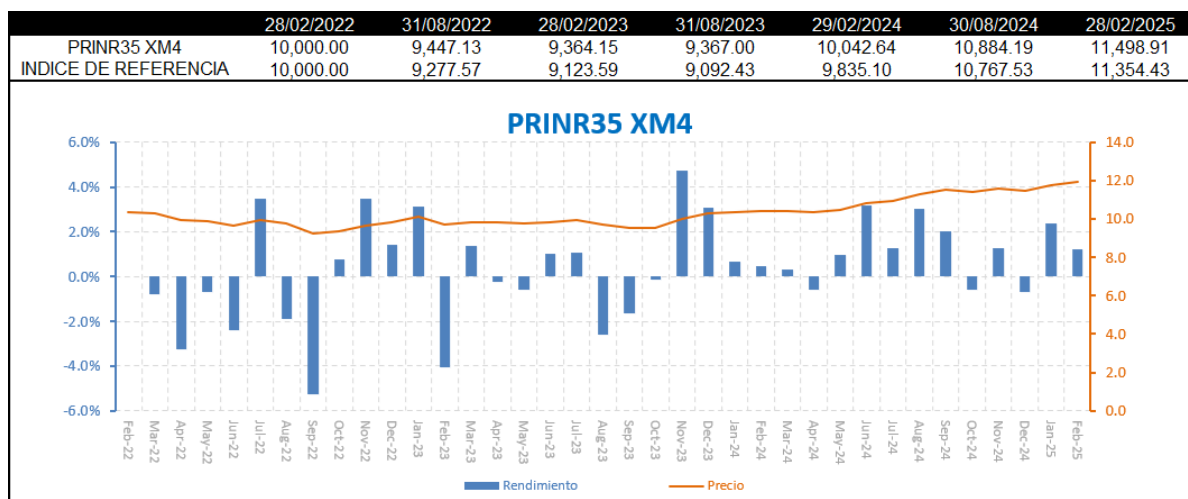 28/02/2022 31/08/2022 28/02/2023 31/08/2023 29/02/2024 30/08/2024 28/02/2025
PRINR35 XM4 10,000.00 9,447.13 9,364.15 9,367.00 10,042.64 10,884.19 11,498.91
INDICE DE REFERENCIA 10,000.00 9,277.57 9,123.59 9,092.43 9,835.10 10,767.53 11,354.43
PRINR35 XM4
6.0% 14.0
12.0
4.0%
10.0
2.0%
8.0
0.0%
6.0
-2.0%
4.0
-4.0%
2.0
-6.0% 0.0
Feb-22 Mar-22 Apr-22 May-22 Jun-22 Jul-22 Aug-22 Sep-22 Oct-22 Nov-22 Dec-22 Jan-23 Feb-23 Mar-23 Apr-23 May-23 Jun-23 Jul-23 Aug-23 Sep-23 Oct-23 Nov-23 Dec-23 Jan-24 Feb-24 Mar-24 Apr-24 May-24 Jun-24 Jul-24 Aug-24 Sep-24 Oct-24 Nov-24 Dec-24 Jan-25 Feb-25
Rendimiento Precio